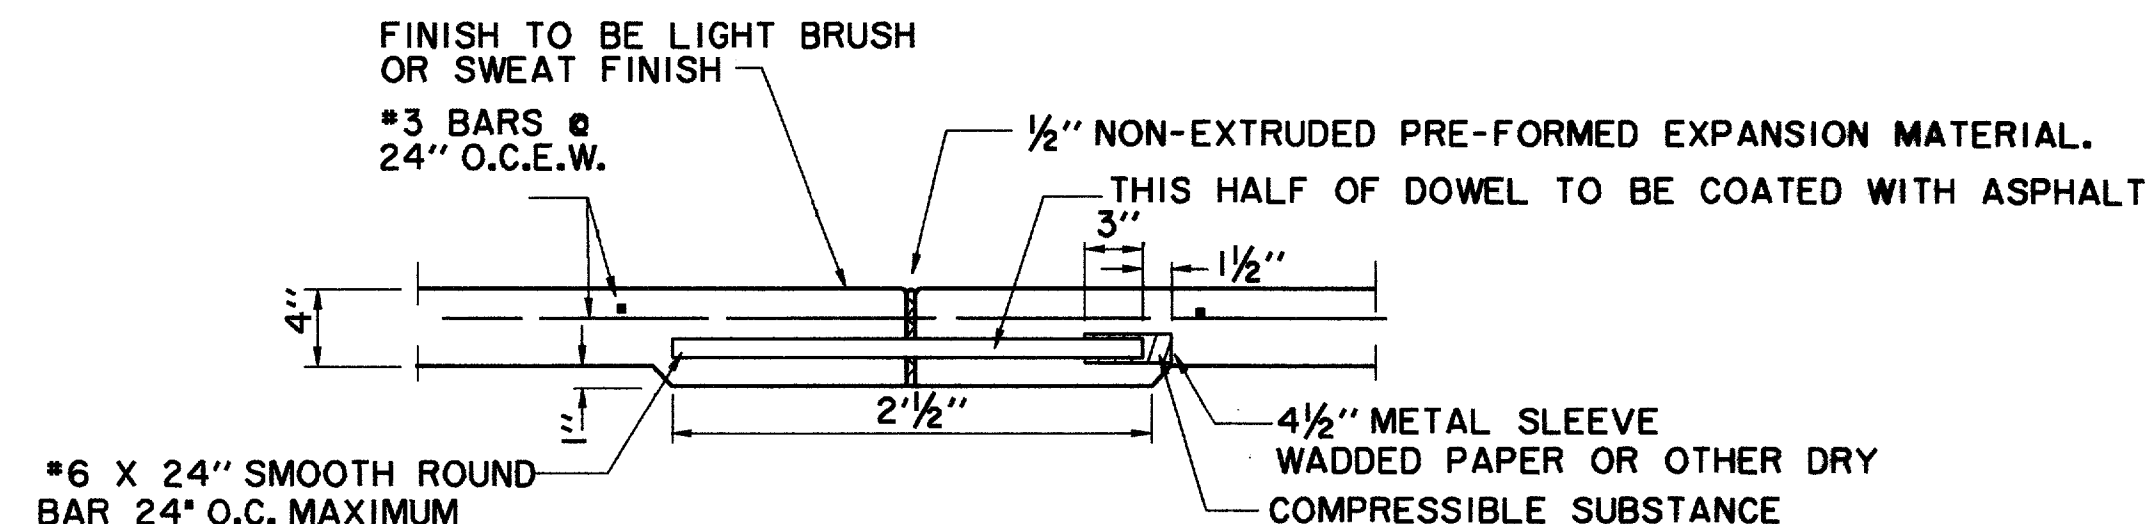 FINISH TO BE LIGHT BRUSH
OR SWEAT FINISH
#3 BARS @
24" O.C.E.W.
½" NON-EXTRUDED PRE-FORMED EXPANSION MATERIAL.
THIS HALF OF DOWEL TO BE COATED WITH ASPHALT
3"
1½"
4"
1"
2'½"
4½" METAL SLEEVE
WADDED PAPER OR OTHER DRY
COMPRESSIBLE SUBSTANCE
#6 X 24" SMOOTH ROUND
BAR 24" O.C. MAXIMUM